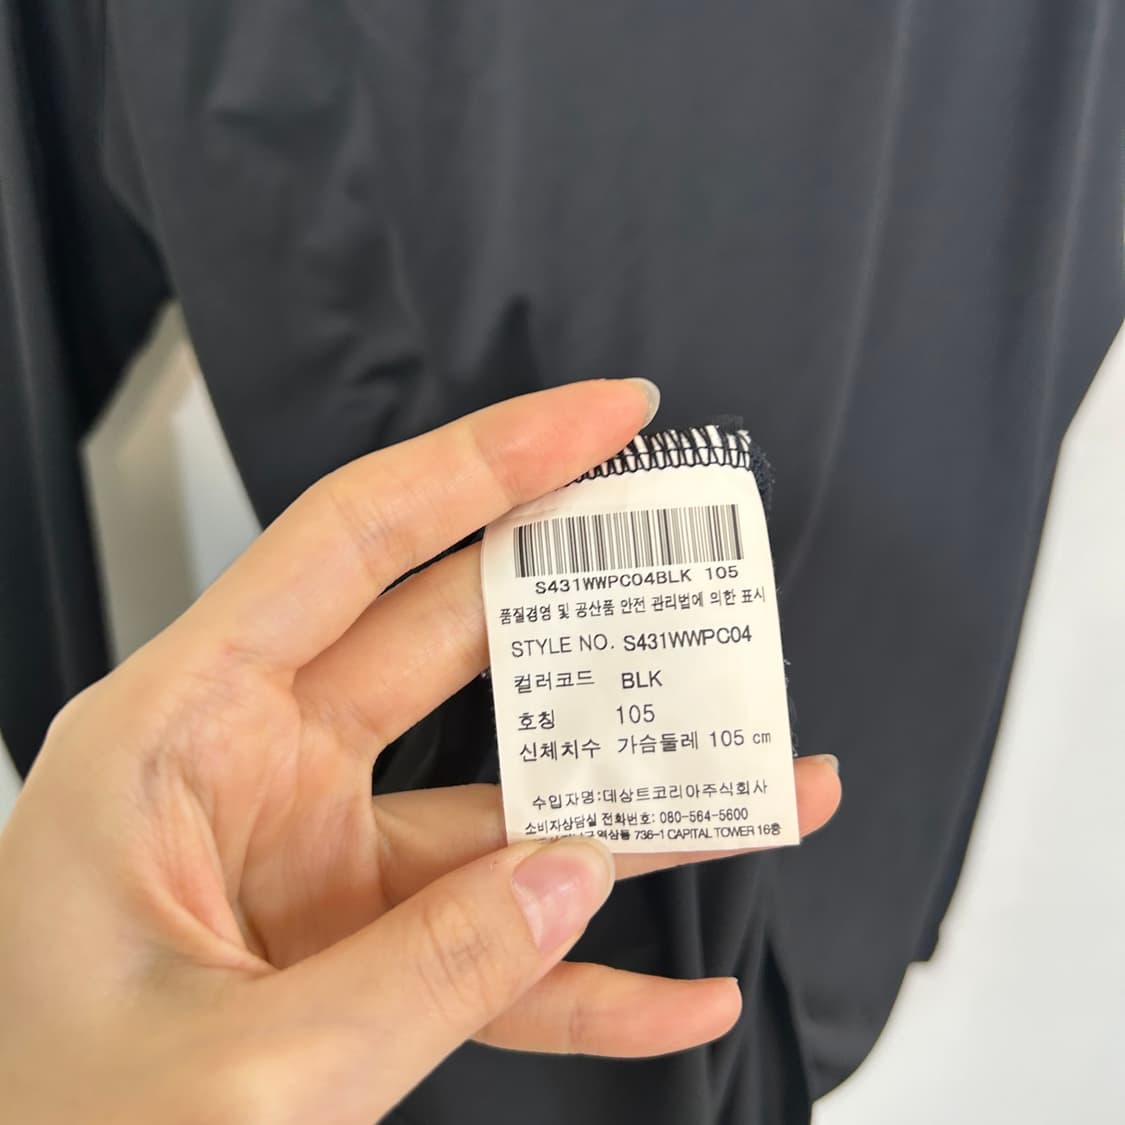 S431WWPC04BLK 105
품질경영 및 공산품 안전 관리법에 의한 표시
STYLE NO. S431WWPC04
컬러코드 BLK
호칭 105
신체치수 가슴둘레 105 cm
수입자명:데상트코리아주식회사
소비자상담실 전화번호: 080-564-5600
역삼동 736-1 CAPITAL TOWER 16층